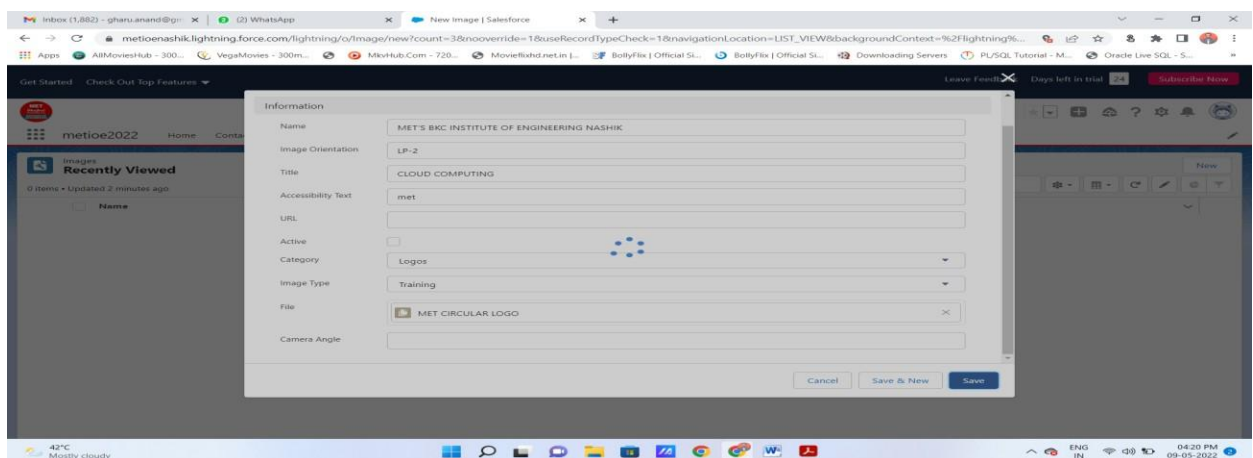 Inbox (1,882) - gharu.anand@gm
(2) WhatsApp
New Image | Salesforce
metioenashik.lightning.force.com/lightning/o/Image/new?count=3&nooverride=1&useRecordTypeCheck=1&navigationLocation=LIST_VIEW&backgroundContext=%2Flightning%...
Apps AllMoviesHub - 300... VegaMovies - 300m... MkvHub.Com - 720... Movieflixhd.net.in |... BollyFlix | Official Si... BollyFlix | Official Si... Downloading Servers PL/SQL Tutorial - M... Oracle Live SQL - S... »
Get Started Check Out Top Features Leave Feedb Days left in trial 24 Subscribe Now
metioe2022 Home Conta
Images
Recently Viewed
New
0 items • Updated 2 minutes ago
Name
Information
Name MET'S BKC INSTITUTE OF ENGINEERING NASHIK
Image Orientation LP-2
Title CLOUD COMPUTING
Accessibility Text met
URL
Active
Category Logos
Image Type Training
File MET CIRCULAR LOGO
Camera Angle
Cancel Save & New Save
42°C
Mostly cloudy
ENG
IN
04:20 PM
09-05-2022
2